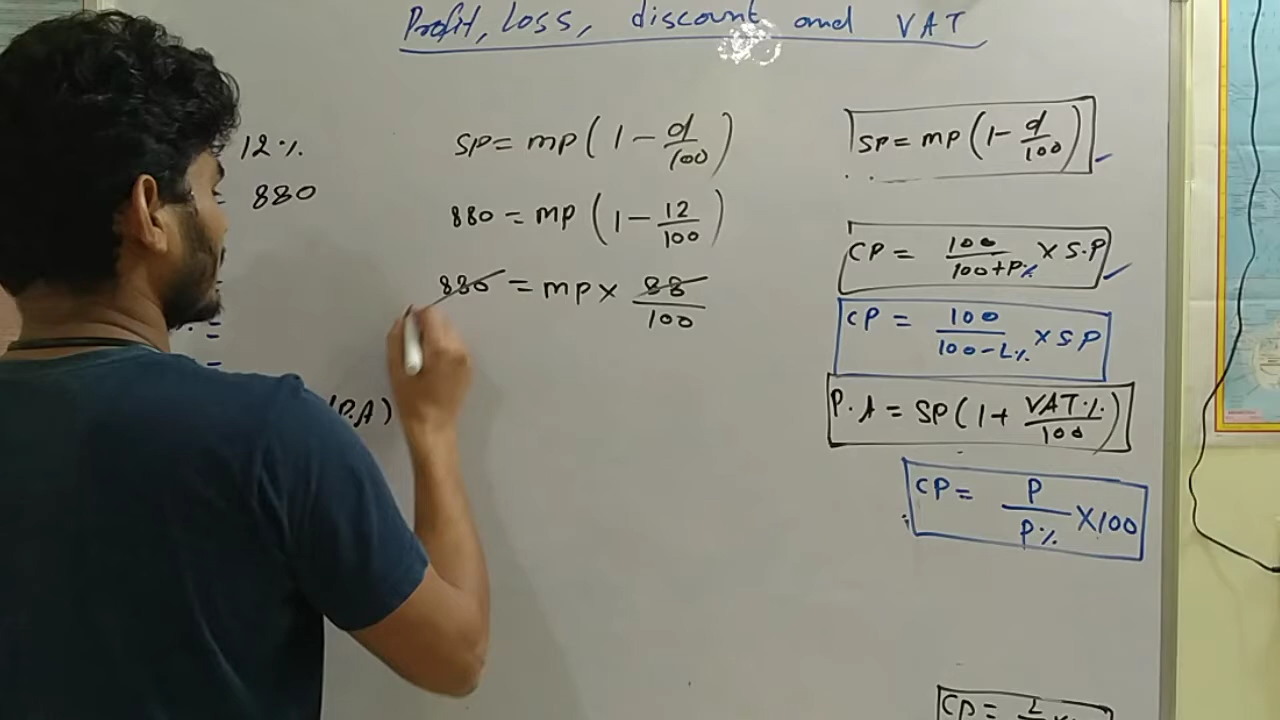 Profit, Loss, discount and VAT
12%
880
(P.A)
SP = mp(1 - d/100)
880 = mp(1 - 12/100)
880 = mp × 88/100
SP = mp(1 - d/100)
CP = 100/100+P% × S.P
CP = 100/100-L% × SP
P.A = SP(1 + VAT%/100)
CP = P/P% × 100
CP = L